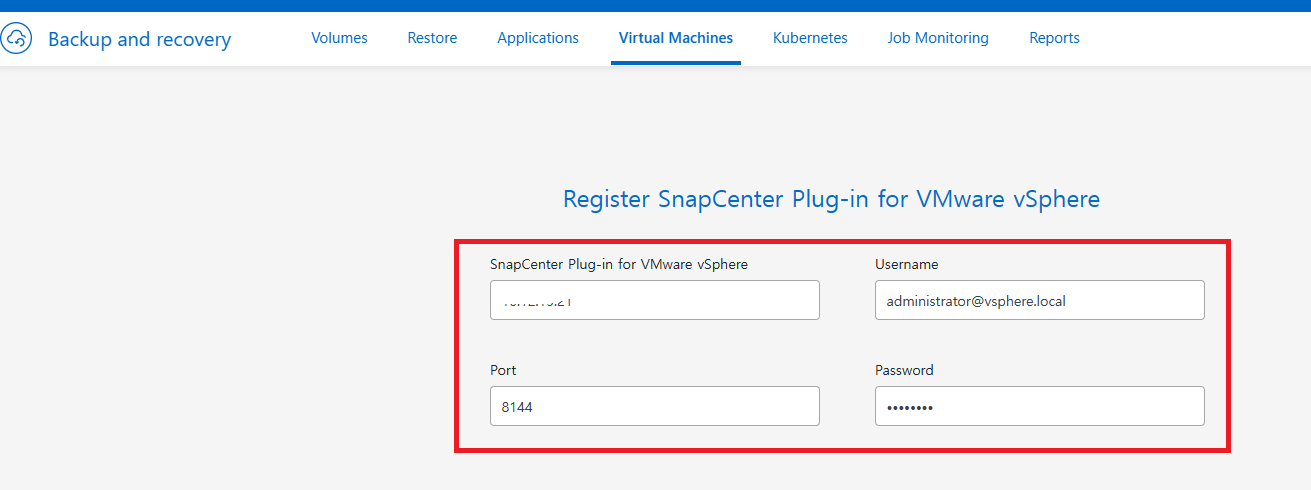 Backup and recovery
Volumes Restore Applications Virtual Machines Kubernetes Job Monitoring Reports
Register SnapCenter Plug-in for VMware vSphere
SnapCenter Plug-in for VMware vSphere Username
administrator@vsphere.local
Port Password
8144 ••••••••